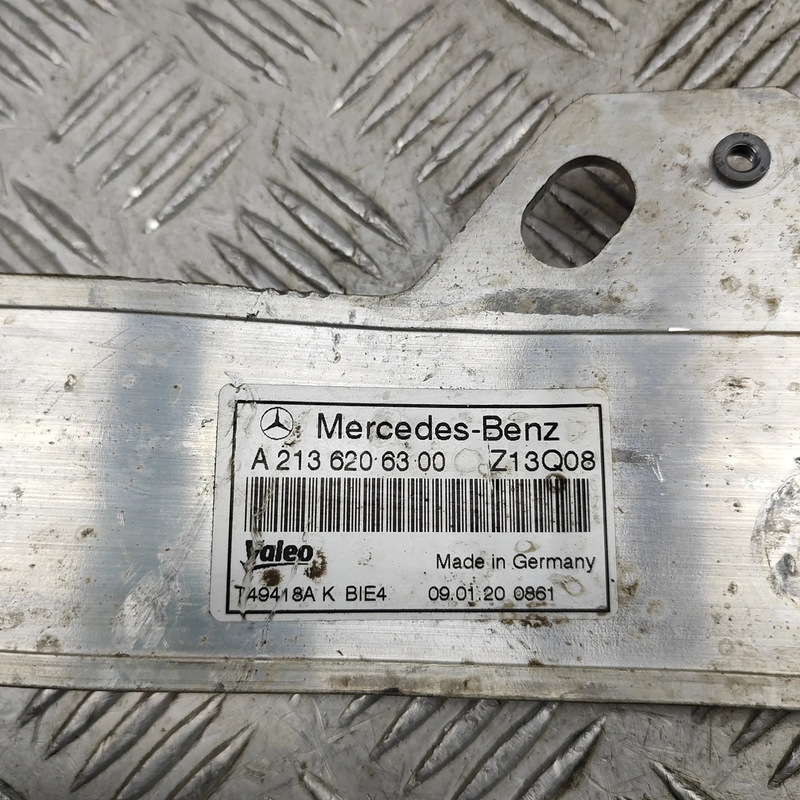 Mercedes-Benz
A 213 620 63 00 Z13Q08
Valeo
Made in Germany
T49418A K BIE4 09.01.20 0861